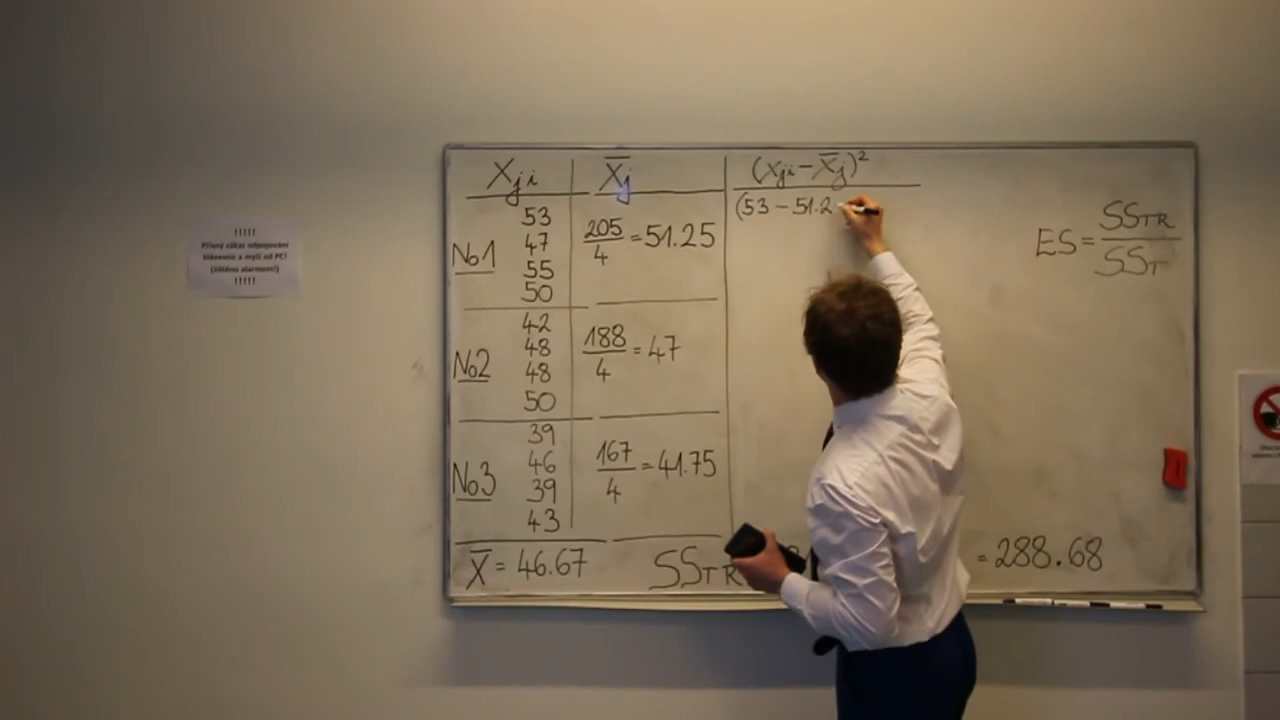 !!!!!
Přísný zákaz odpojování
klávesnic a myší od PC!
(Jištěno alarmem!)
!!!!!
Xji
X̄j
(xji − X̄j)²
No1
53
47
55
50
205/4 = 51.25
(53 − 51.2
ES = SSTR/SST
No2
42
48
48
50
188/4 = 47
No3
39
46
39
43
167/4 = 41.75
X̄ = 46.67
SSTR
= 288.68